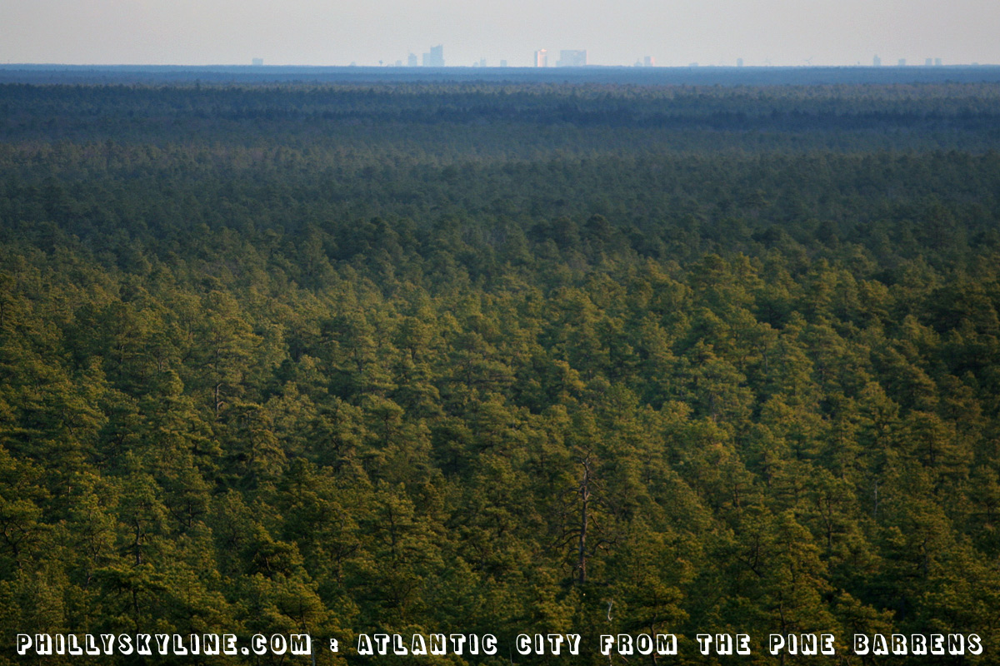 PHILLYSKYLINE.COM : ATLANTIC CITY FROM THE PINE BARRENS